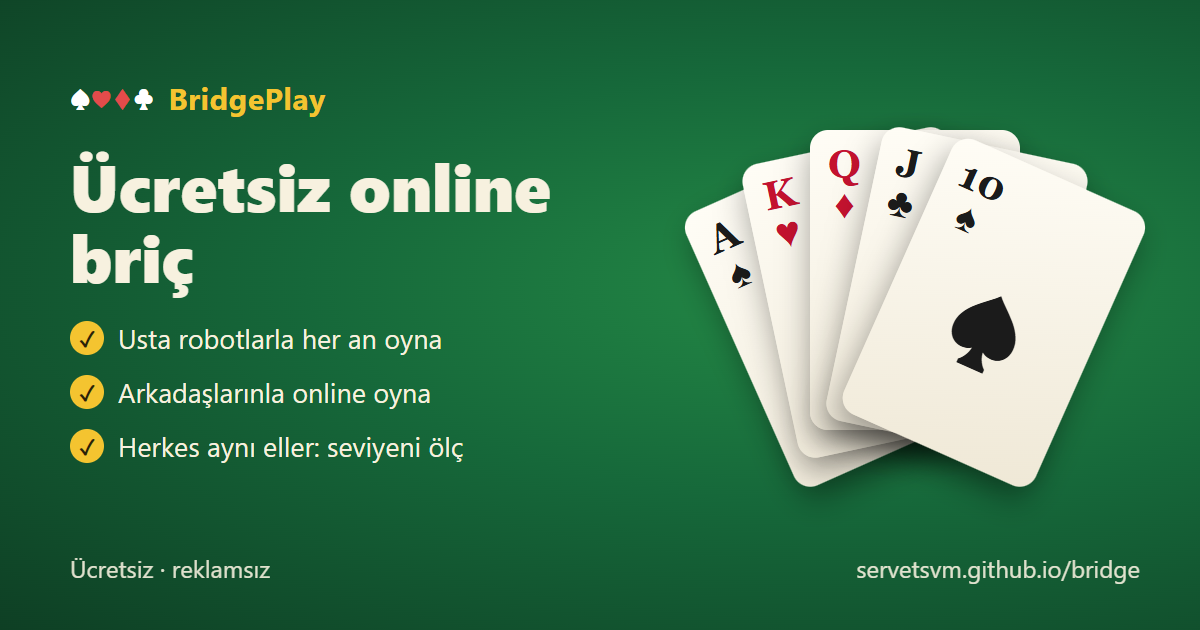 ♠♥♦♣ BridgePlay
Ücretsiz online
briç
✓ Usta robotlarla her an oyna
✓ Arkadaşlarınla online oyna
✓ Herkes aynı eller: seviyeni ölç
A
♠
K
♥
Q
♦
J
♣
10
♠
♠
Ücretsiz · reklamsız
servetsvm.github.io/bridge